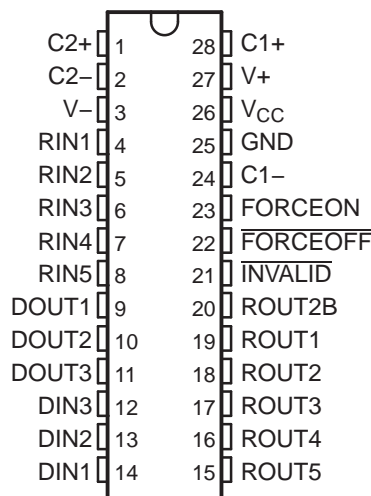 C2+ 1 28 C1+
C2− 2 27 V+
V− 3 26 VCC
RIN1 4 25 GND
RIN2 5 24 C1−
RIN3 6 23 FORCEON
RIN4 7 22 FORCEOFF
RIN5 8 21 INVALID
DOUT1 9 20 ROUT2B
DOUT2 10 19 ROUT1
DOUT3 11 18 ROUT2
DIN3 12 17 ROUT3
DIN2 13 16 ROUT4
DIN1 14 15 ROUT5